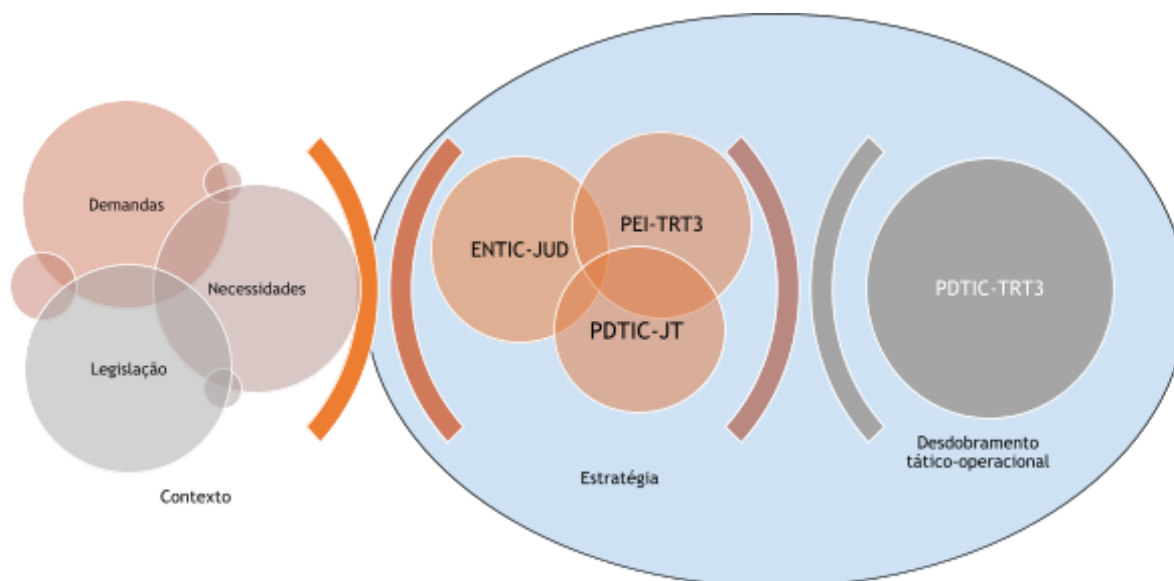 Demandas
Necessidades
Legislação
Contexto
ENTIC-JUD
PEI-TRT3
PDTIC-JT
Estratégia
PDTIC-TRT3
Desdobramento
tático-operacional